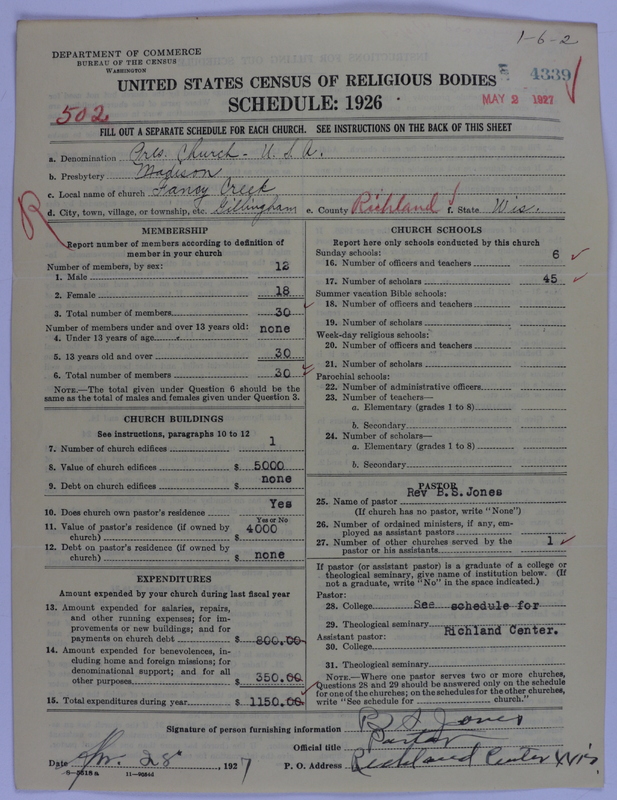 1-6-2
DEPARTMENT OF COMMERCE
BUREAU OF THE CENSUS
WASHINGTON
UNITED STATES CENSUS OF RELIGIOUS BODIES
4339
SCHEDULE: 1926
MAY 2 1927
502
FILL OUT A SEPARATE SCHEDULE FOR EACH CHURCH. SEE INSTRUCTIONS ON THE BACK OF THIS SHEET
a. Denomination Pres. Church - U.S.A.
b. Presbytery Madison
c. Local name of church Fancy Creek
d. City, town, village, or township, etc. Gillingham e. County Richland f. State Wis.
R
MEMBERSHIP
Report number of members according to definition of member in your church
Number of members, by sex:
1. Male 12
2. Female 18
3. Total number of members 30
Number of members under and over 13 years old:
4. Under 13 years of age none
5. 13 years old and over 30
6. Total number of members 30
NOTE.—The total given under Question 6 should be the
same as the total of males and females given under Question 3.
CHURCH BUILDINGS
See instructions, paragraphs 10 to 12
7. Number of church edifices 1
8. Value of church edifices $ 5000
9. Debt on church edifices $ none
10. Does church own pastor's residence Yes
Yes or No
11. Value of pastor's residence (if owned by
church) $ 4000
12. Debt on pastor's residence (if owned by
church) $ none
EXPENDITURES
Amount expended by your church during last fiscal year
13. Amount expended for salaries, repairs,
and other running expenses; for im-
provements or new buildings; and for
payments on church debt $ 800.00
14. Amount expended for benevolences, in-
cluding home and foreign missions; for
denominational support; and for all
other purposes $ 350.00
15. Total expenditures during year $ 1150.00
CHURCH SCHOOLS
Report here only schools conducted by this church
Sunday schools:
16. Number of officers and teachers 6
17. Number of scholars 45
Summer vacation Bible schools:
18. Number of officers and teachers
19. Number of scholars
Week-day religious schools:
20. Number of officers and teachers
21. Number of scholars
Parochial schools:
22. Number of administrative officers
23. Number of teachers—
a. Elementary (grades 1 to 8)
b. Secondary
24. Number of scholars—
a. Elementary (grades 1 to 8)
b. Secondary
PASTOR
25. Name of pastor Rev B.S.Jones
(If church has no pastor, write "None")
26. Number of ordained ministers, if any, em-
ployed as assistant pastors
27. Number of other churches served by the
pastor or his assistants 1
If pastor (or assistant pastor) is a graduate of a college or
theological seminary, give name of institution below. (If
not a graduate, write "No" in the space indicated.)
Pastor:
28. College See schedule for
29. Theological seminary Richland Center.
Assistant pastor:
30. College
31. Theological seminary
NOTE.—Where one pastor serves two or more churches,
Questions 28 and 29 should be answered only on the schedule
for one of the churches; on the schedules for the other churches,
write "See schedule for church."
Signature of person furnishing information B. S. Jones
Official title Pastor
Date Apr. 28, 1927 P. O. Address Richland Center Wis
8-5518a 11-9564d